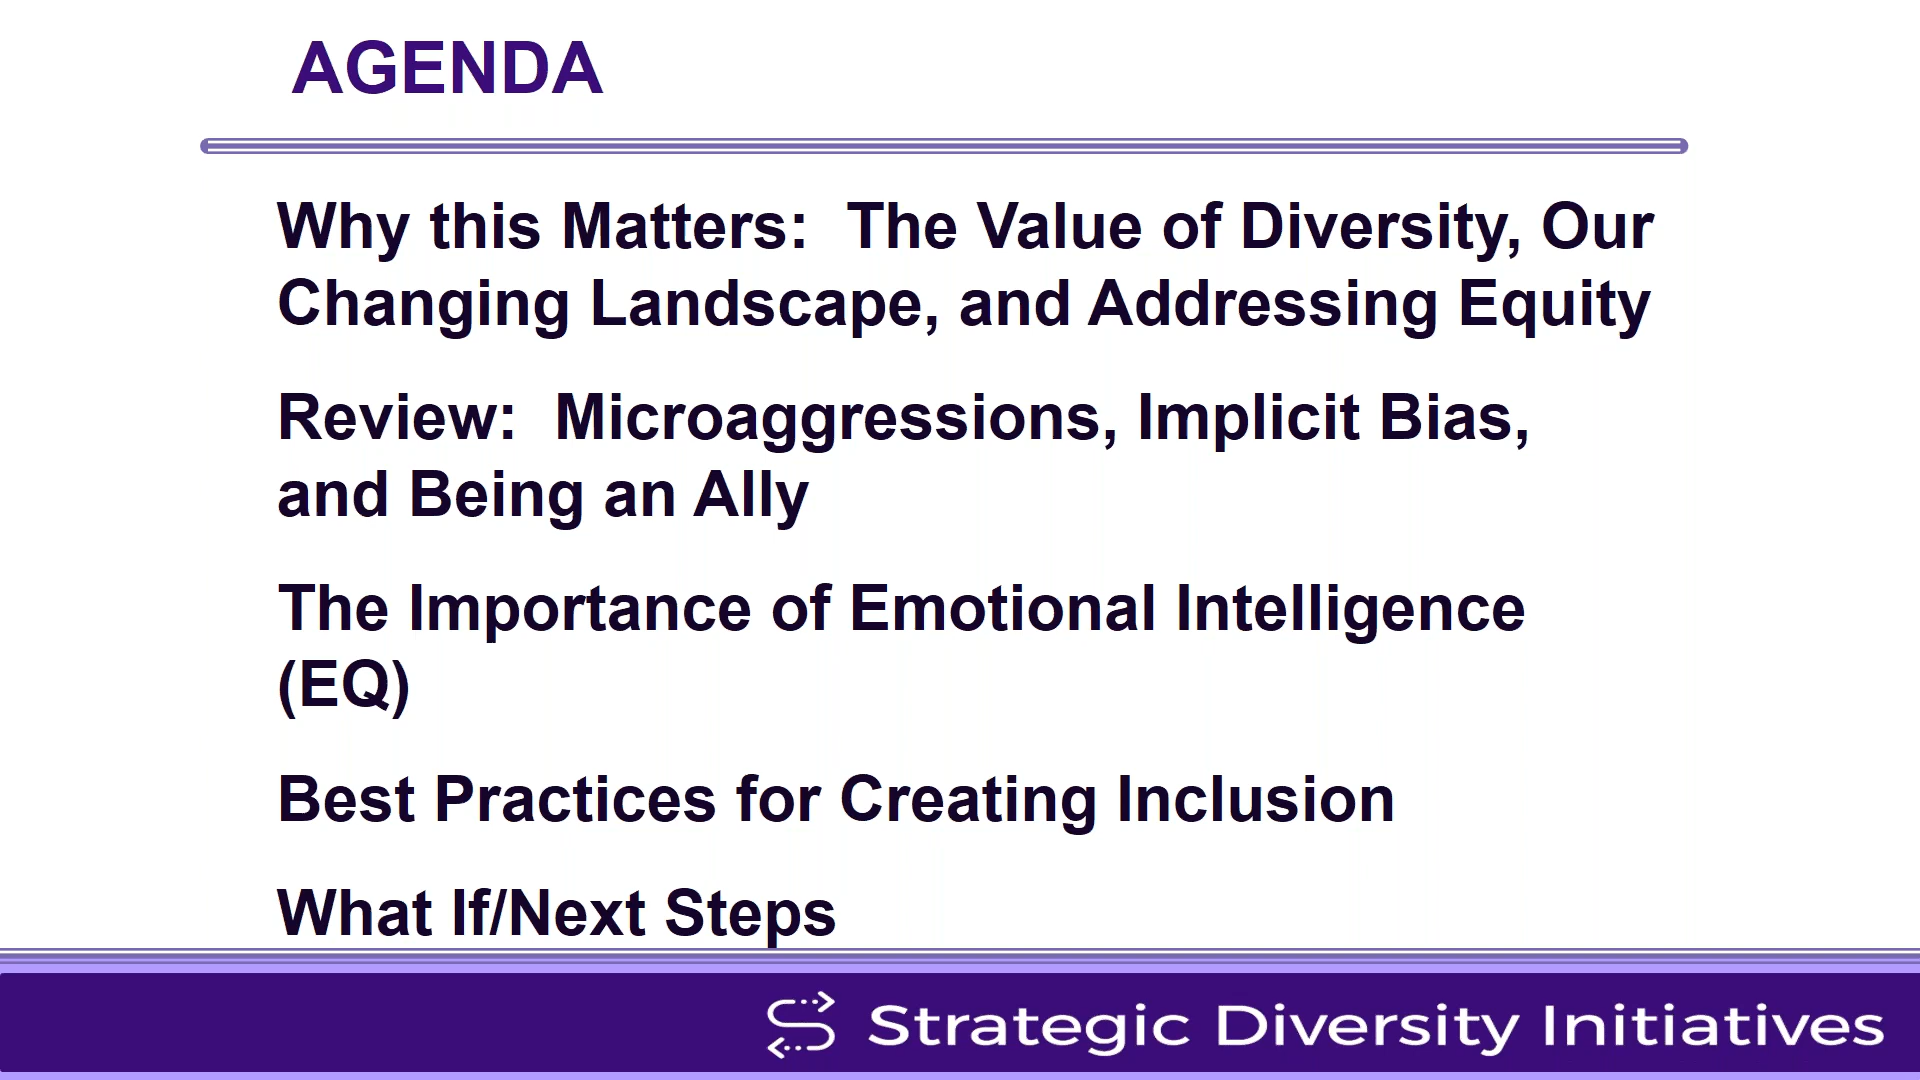 AGENDA
Why this Matters:  The Value of Diversity, Our
Changing Landscape, and Addressing Equity
Review:  Microaggressions, Implicit Bias,
and Being an Ally
The Importance of Emotional Intelligence
(EQ)
Best Practices for Creating Inclusion
What If/Next Steps
Strategic Diversity Initiatives